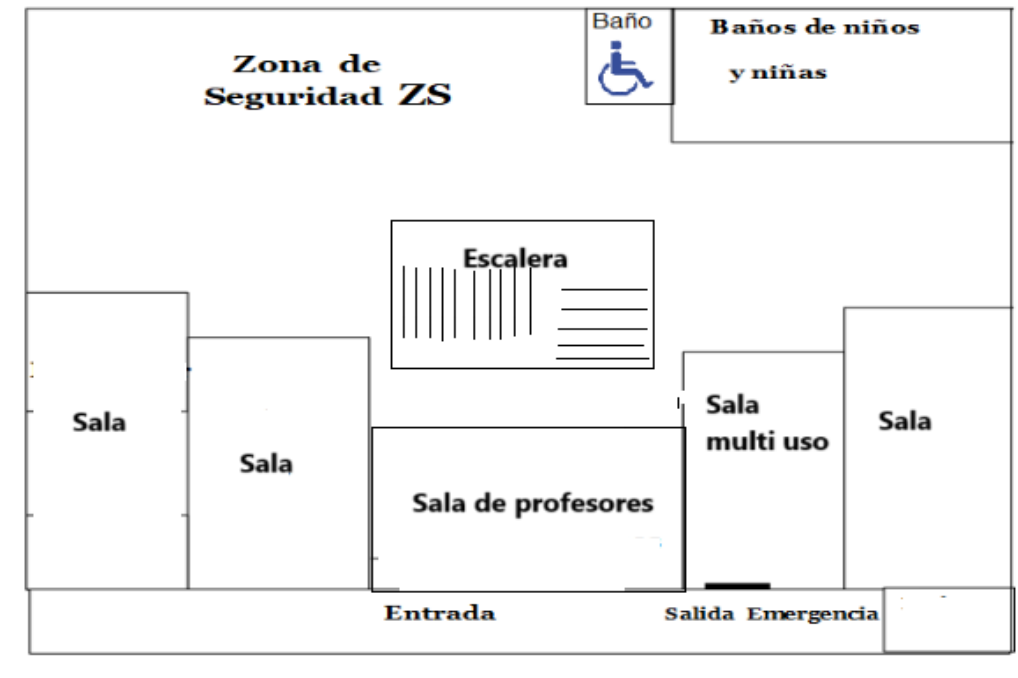 Baño
Baños de niños
y niñas
Zona de
Seguridad ZS
Escalera
Sala
Sala
Sala de profesores
Sala
multi uso
Sala
Entrada
Salida Emergencia